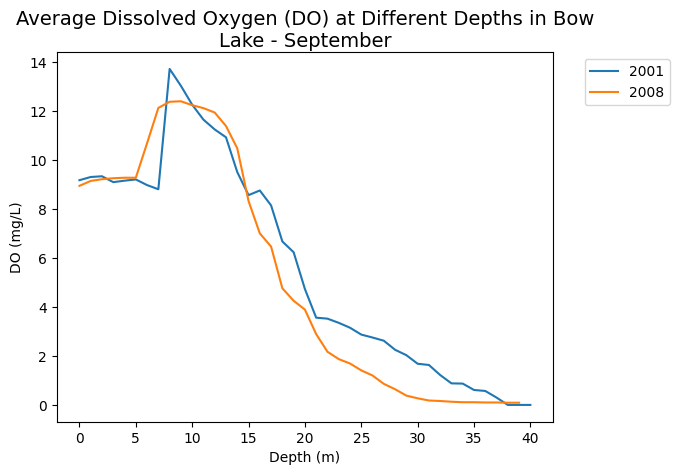 Average Dissolved Oxygen (DO) at Different Depths in Bow
Lake - September
2001
2008
14
12
10
8
6
4
2
0
DO (mg/L)
0 5 10 15 20 25 30 35 40
Depth (m)